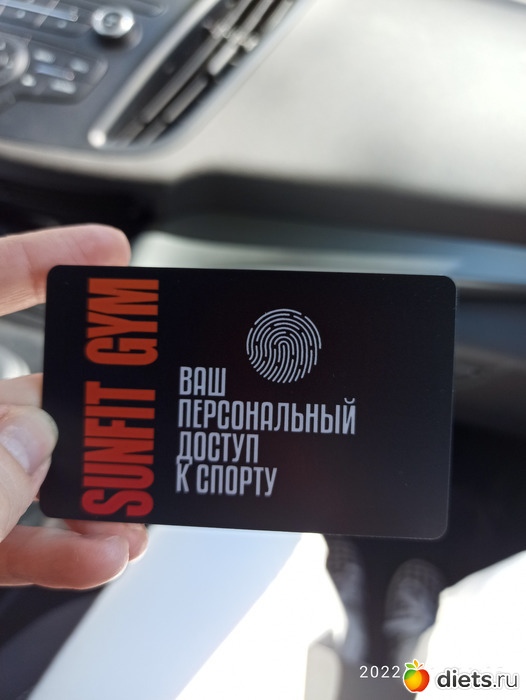 SUNFIT GYM
ВАШ
ПЕРСОНАЛЬНЫЙ
ДОСТУП
К СПОРТУ
2022
diets.ru